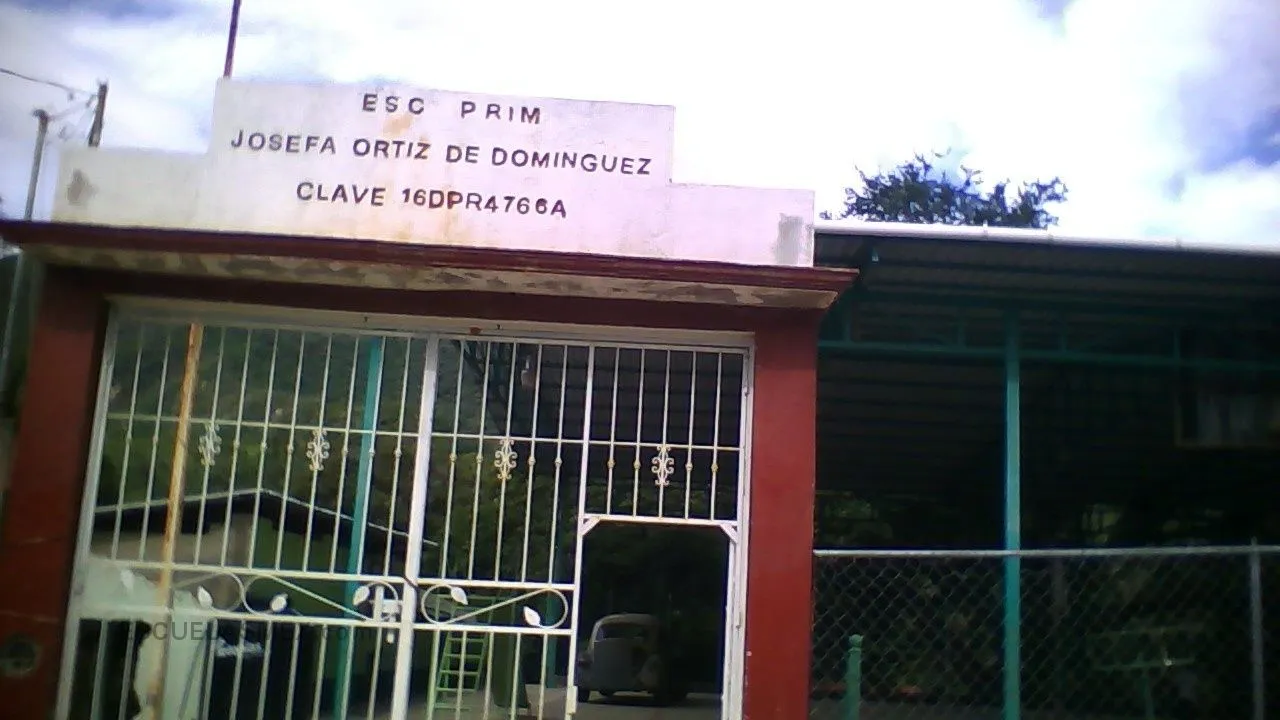 ESC PRIM
JOSEFA ORTIZ DE DOMINGUEZ
CLAVE 16DPR4766A